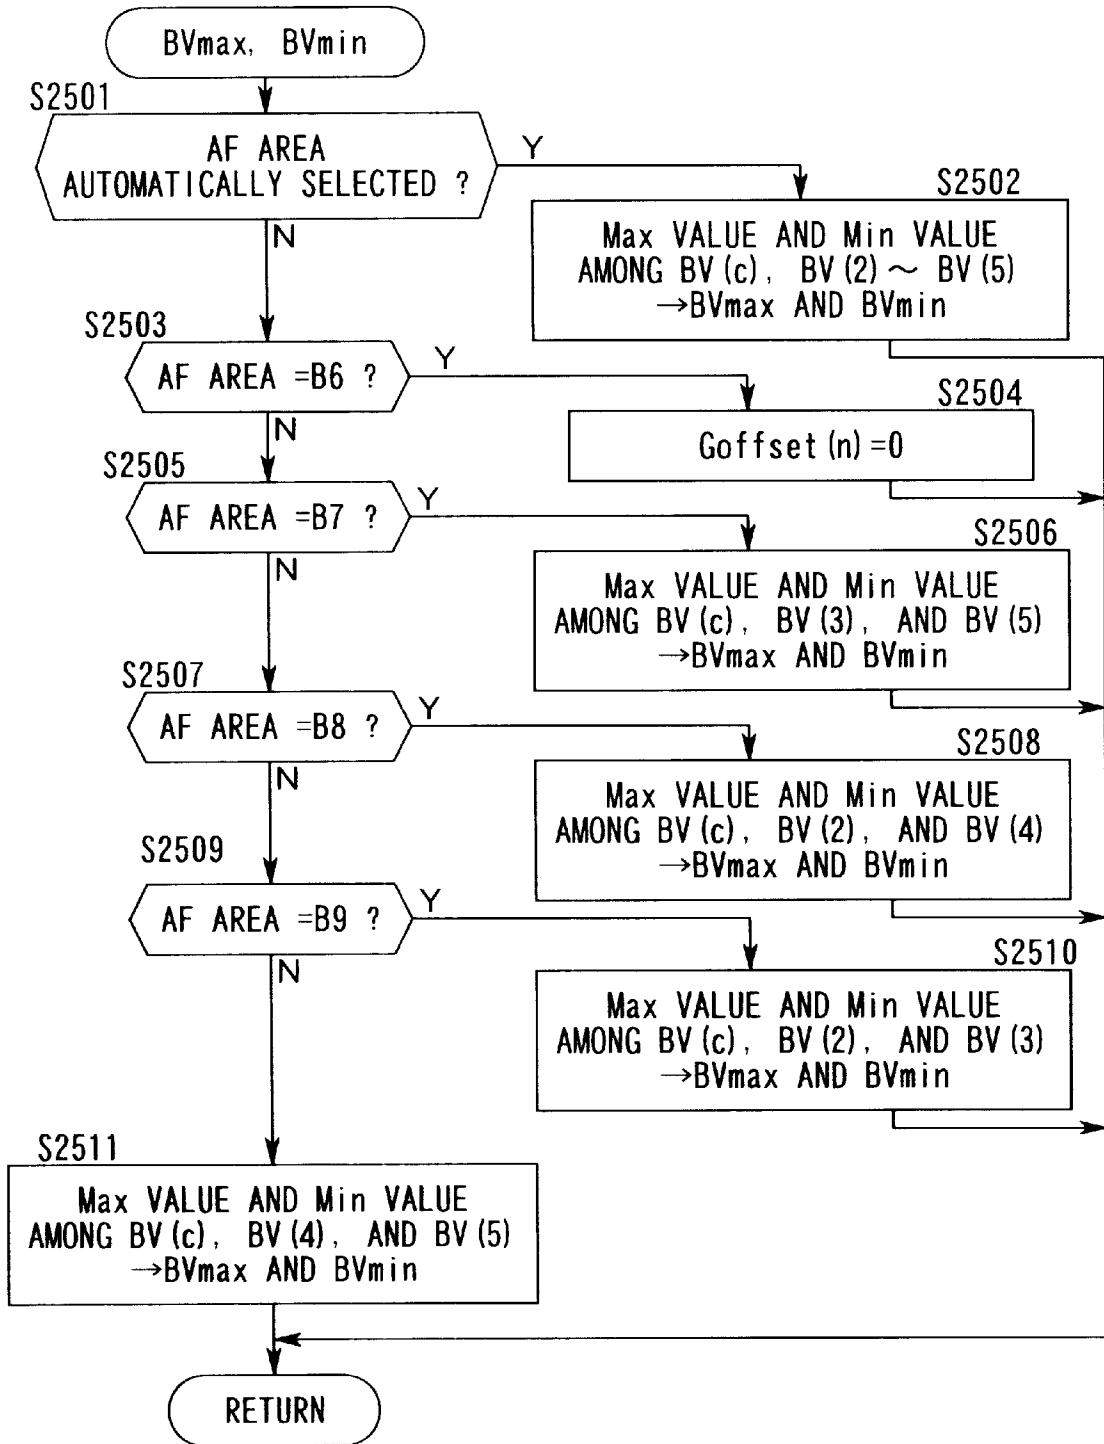 BVmax, BVmin
S2501
AF AREA
AUTOMATICALLY SELECTED ?
Y
N
S2502
Max VALUE AND Min VALUE
AMONG BV(c), BV(2)～ BV(5)
→BVmax AND BVmin
S2503
AF AREA =B6 ?
Y
N
S2504
Goffset(n)=0
S2505
AF AREA =B7 ?
Y
N
S2506
Max VALUE AND Min VALUE
AMONG BV(c), BV(3), AND BV(5)
→BVmax AND BVmin
S2507
AF AREA =B8 ?
Y
N
S2508
Max VALUE AND Min VALUE
AMONG BV(c), BV(2), AND BV(4)
→BVmax AND BVmin
S2509
AF AREA =B9 ?
Y
N
S2510
Max VALUE AND Min VALUE
AMONG BV(c), BV(2), AND BV(3)
→BVmax AND BVmin
S2511
Max VALUE AND Min VALUE
AMONG BV(c), BV(4), AND BV(5)
→BVmax AND BVmin
RETURN